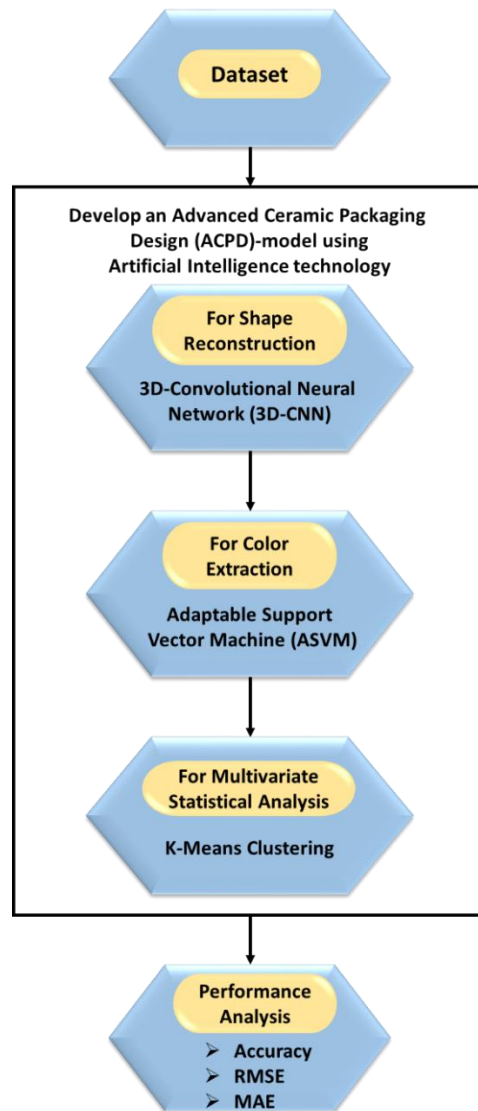 Dataset
Develop an Advanced Ceramic Packaging
Design (ACPD)-model using
Artificial Intelligence technology
For Shape
Reconstruction
3D-Convolutional Neural
Network (3D-CNN)
For Color
Extraction
Adaptable Support
Vector Machine (ASVM)
For Multivariate
Statistical Analysis
K-Means Clustering
Performance
Analysis
➢ Accuracy
➢ RMSE
➢ MAE